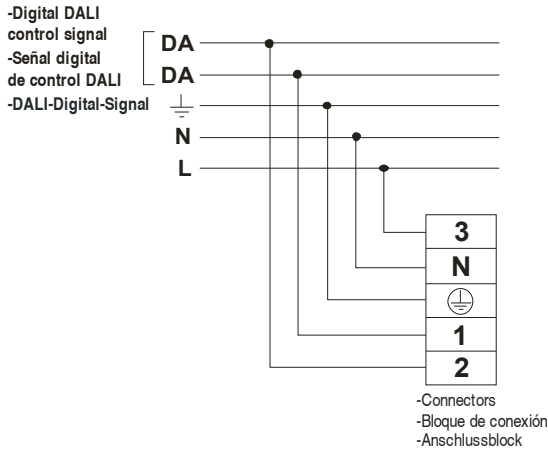 -Digital DALI
control signal
-Señal digital
de control DALI
-DALI-Digital-Signal
DA
DA
N
L
3
N
1
2
-Connectors
-Bloque de conexión
-Anschlussblock